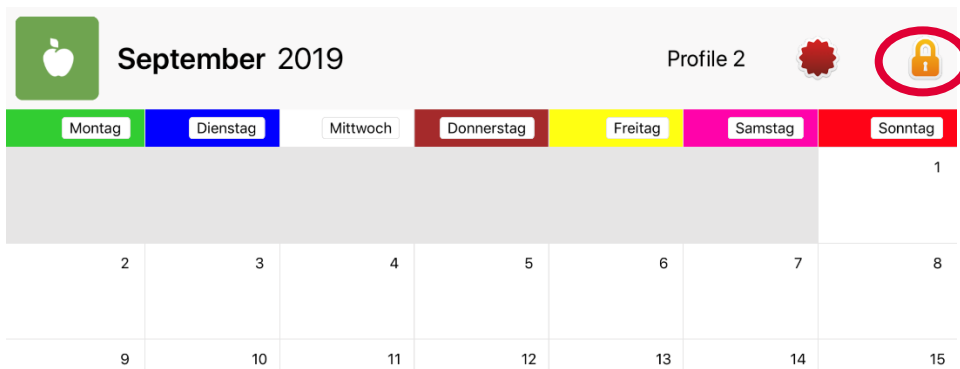 September 2019 Profile 2
Montag Dienstag Mittwoch Donnerstag Freitag Samstag Sonntag
1
2 3 4 5 6 7 8
9 10 11 12 13 14 15